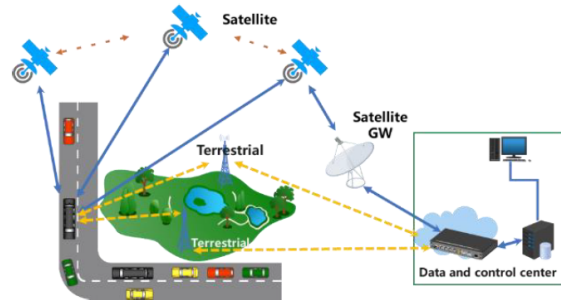 Satellite
Satellite
GW
Terrestrial
Terrestrial
Data and control center